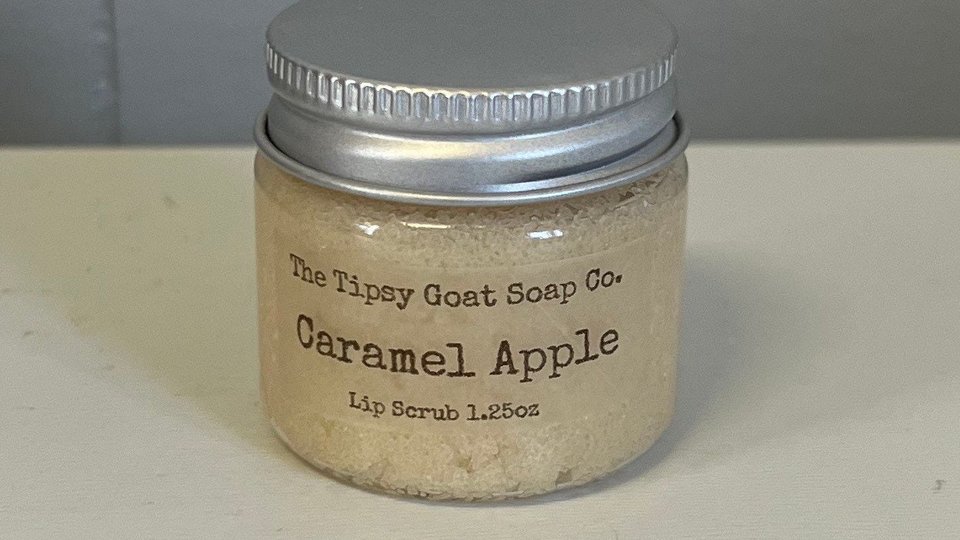 The Tipsy Goat Soap Co.
Caramel Apple
Lip Scrub 1.25oz